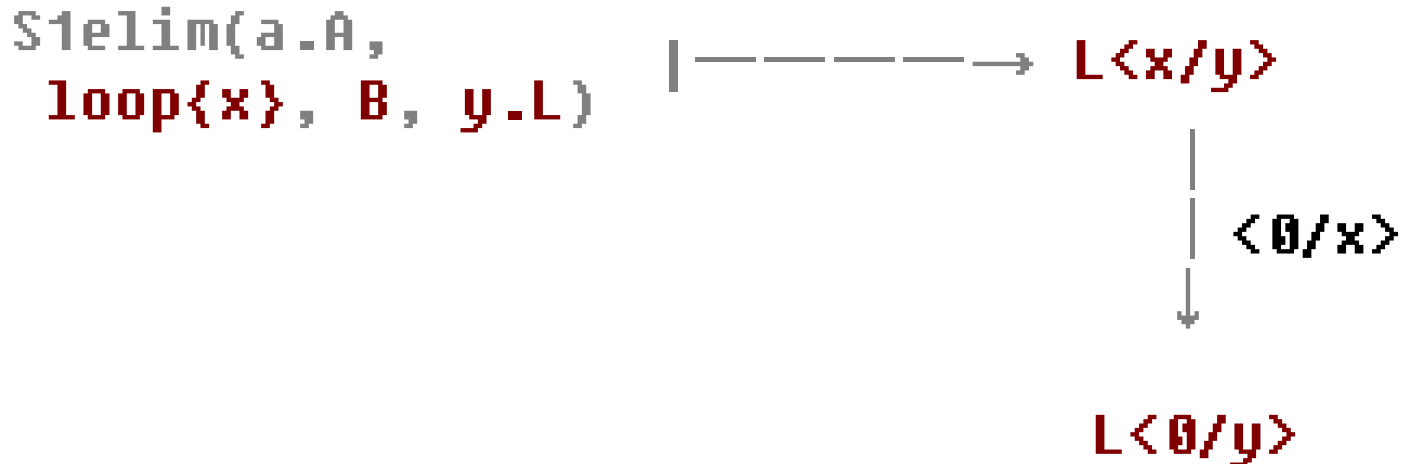 S1elim(a.A,
loop{x}, B, y.L)
|————→ L<x/y>
<0/x>
L<0/y>